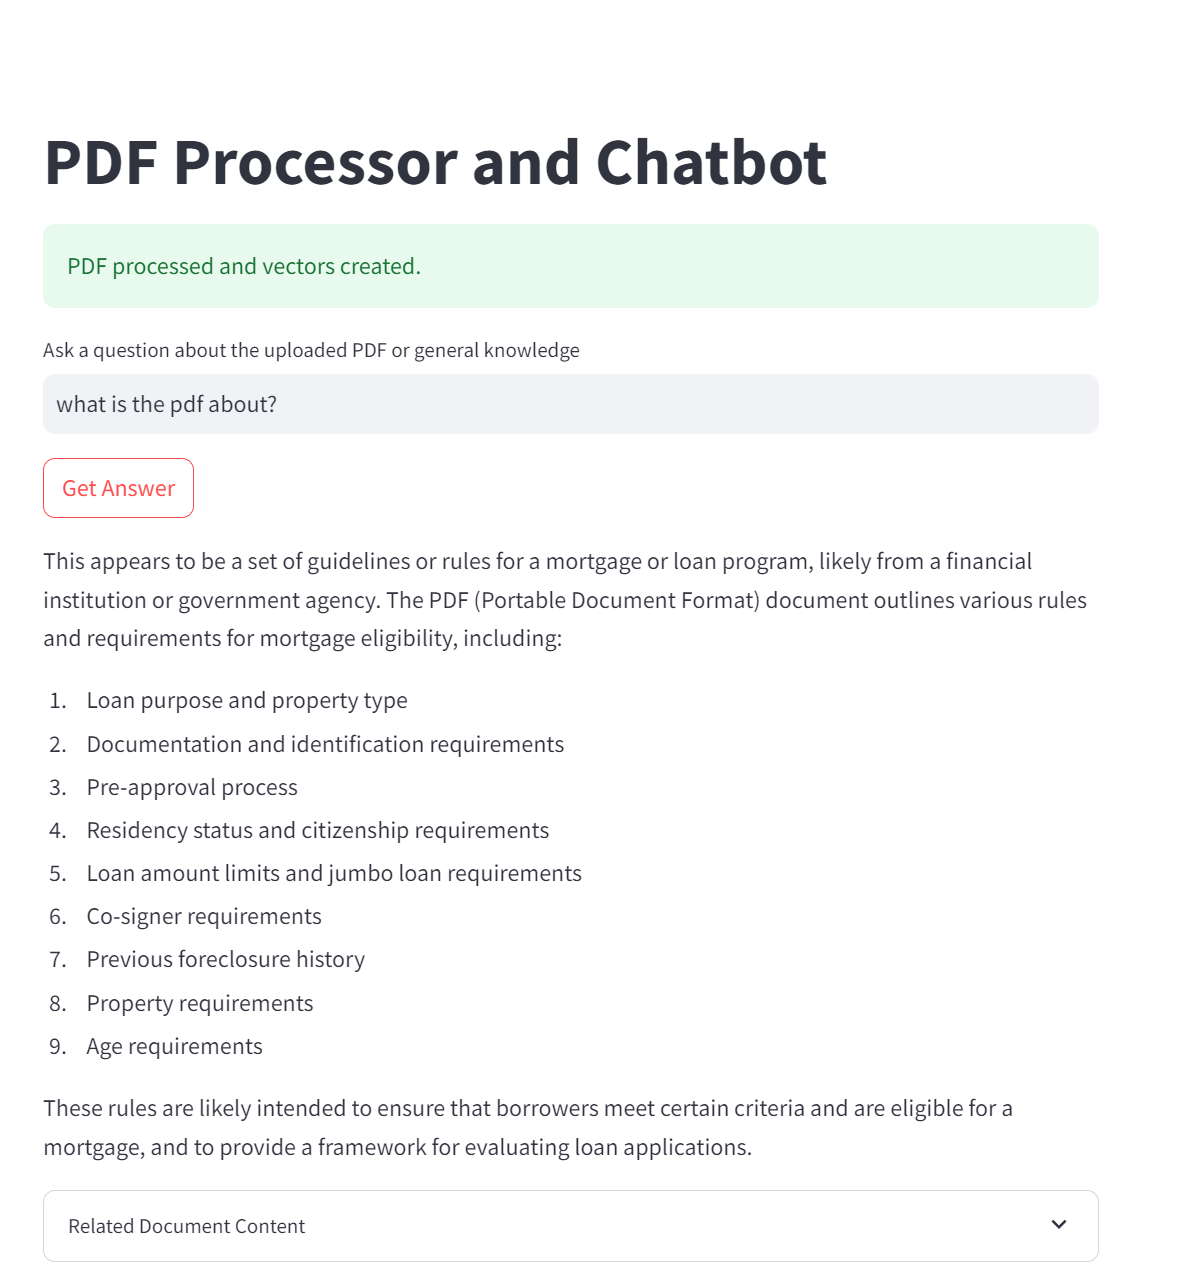 PDF Processor and Chatbot
PDF processed and vectors created.
Ask a question about the uploaded PDF or general knowledge
what is the pdf about?
Get Answer
This appears to be a set of guidelines or rules for a mortgage or loan program, likely from a financial
institution or government agency. The PDF (Portable Document Format) document outlines various rules
and requirements for mortgage eligibility, including:
1. Loan purpose and property type
2. Documentation and identification requirements
3. Pre-approval process
4. Residency status and citizenship requirements
5. Loan amount limits and jumbo loan requirements
6. Co-signer requirements
7. Previous foreclosure history
8. Property requirements
9. Age requirements
These rules are likely intended to ensure that borrowers meet certain criteria and are eligible for a
mortgage, and to provide a framework for evaluating loan applications.
Related Document Content